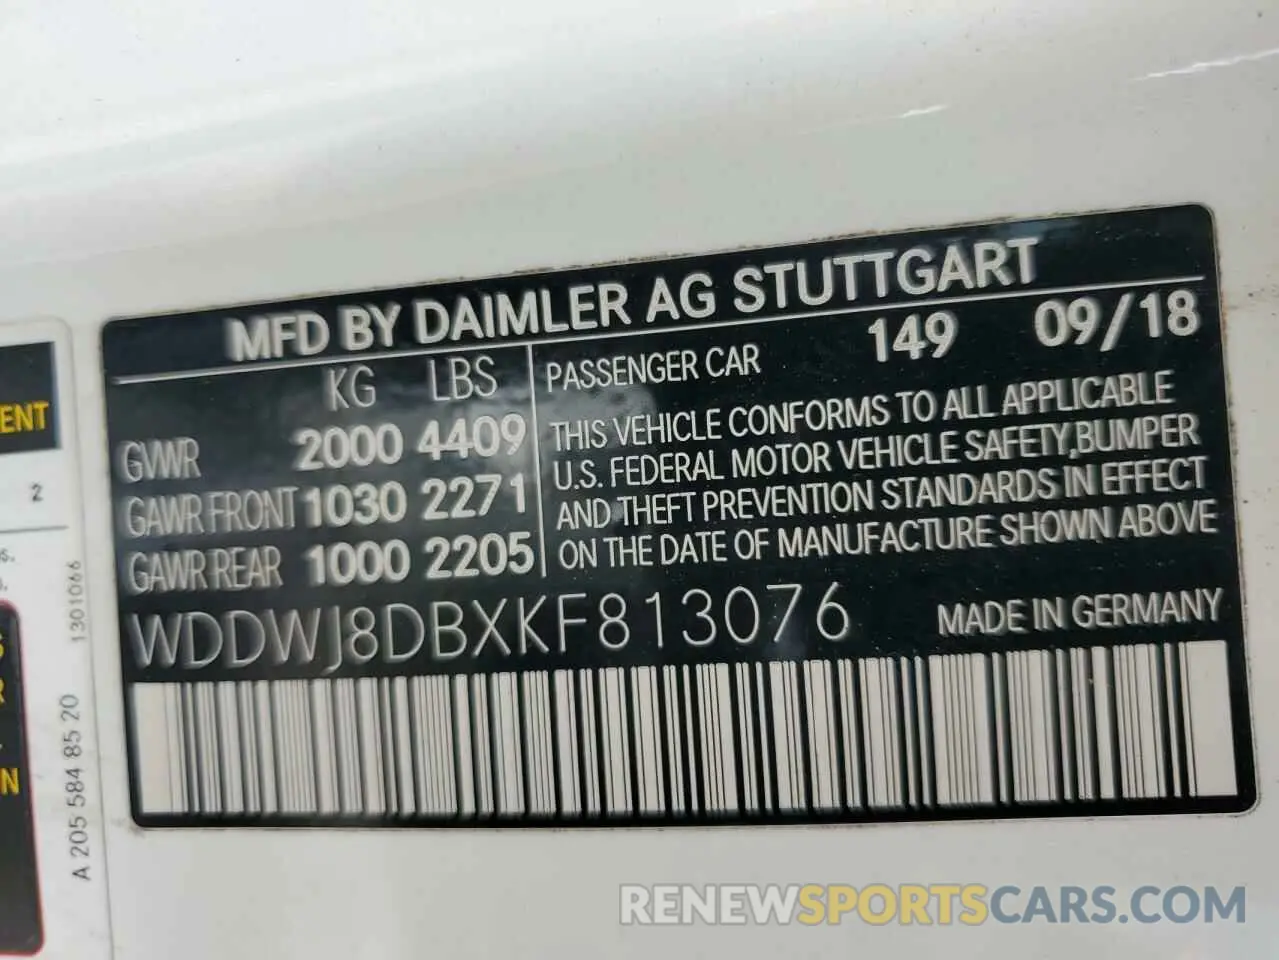 MFD BY DAIMLER AG STUTTGART
KG LBS
GVWR 2000 4409
GAWR FRONT 1030 2271
GAWR REAR 1000 2205
PASSENGER CAR 149 09/18
THIS VEHICLE CONFORMS TO ALL APPLICABLE
U.S. FEDERAL MOTOR VEHICLE SAFETY,BUMPER
AND THEFT PREVENTION STANDARDS IN EFFECT
ON THE DATE OF MANUFACTURE SHOWN ABOVE
WDDWJ8DBXKF813076 MADE IN GERMANY
ENT
2
A 205 584 85 20 1301066
RENEWSPORTSCARS.COM